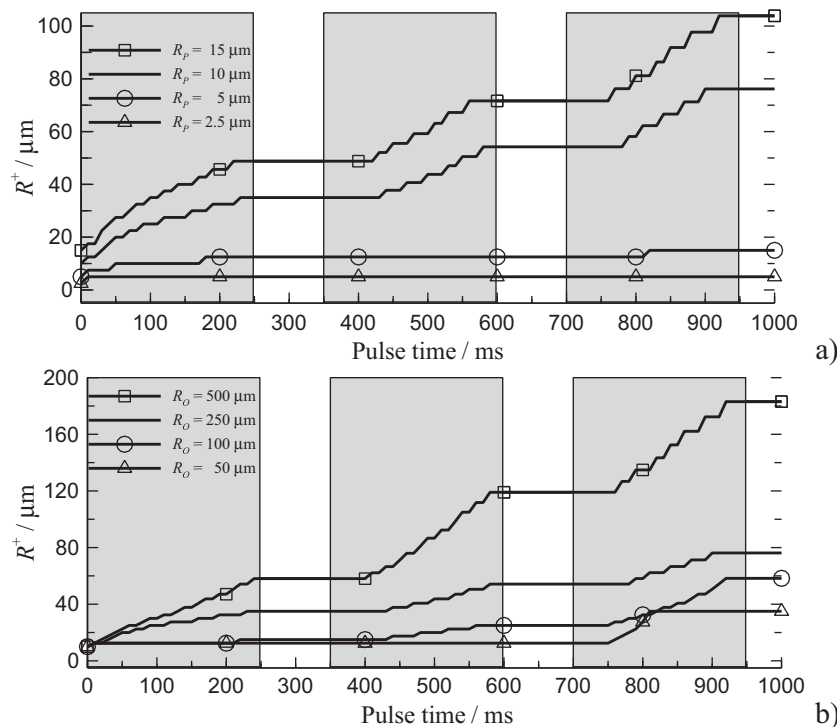 100
80
60
40
20
0
R⁺ / μm
R_P = 15 μm
R_P = 10 μm
R_P = 5 μm
R_P = 2.5 μm
0 100 200 300 400 500 600 700 800 900 1000
Pulse time / ms
a)
200
160
120
80
40
0
R⁺ / μm
R_O = 500 μm
R_O = 250 μm
R_O = 100 μm
R_O = 50 μm
0 100 200 300 400 500 600 700 800 900 1000
Pulse time / ms
b)